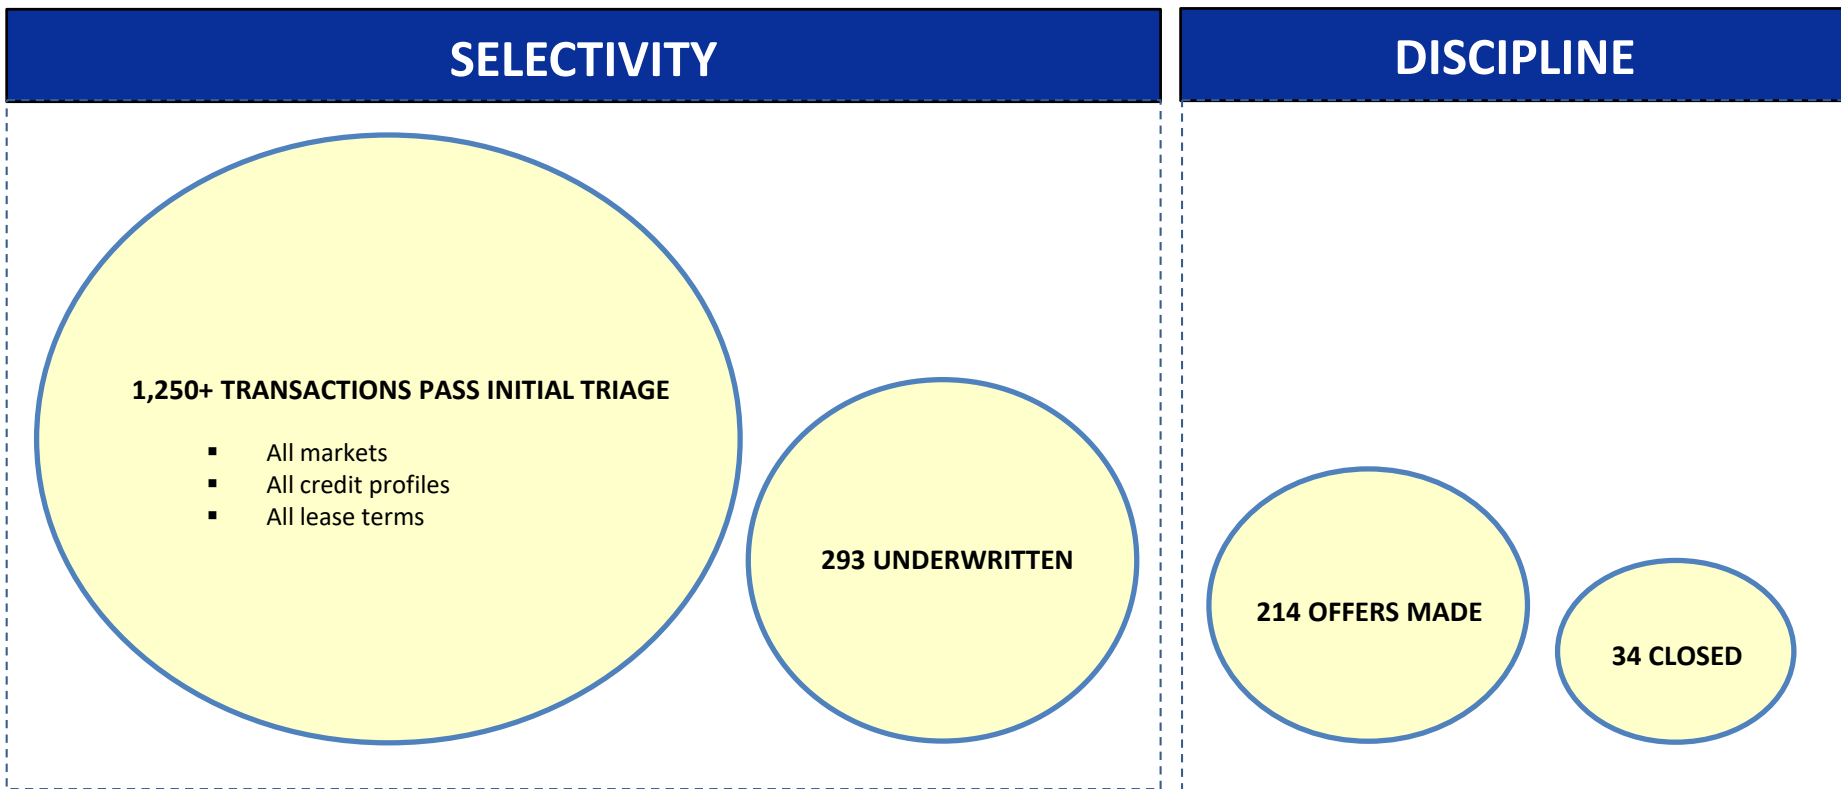 SELECTIVITY
DISCIPLINE
1,250+ TRANSACTIONS PASS INITIAL TRIAGE
▪ All markets
▪ All credit profiles
▪ All lease terms
293 UNDERWRITTEN
214 OFFERS MADE
34 CLOSED